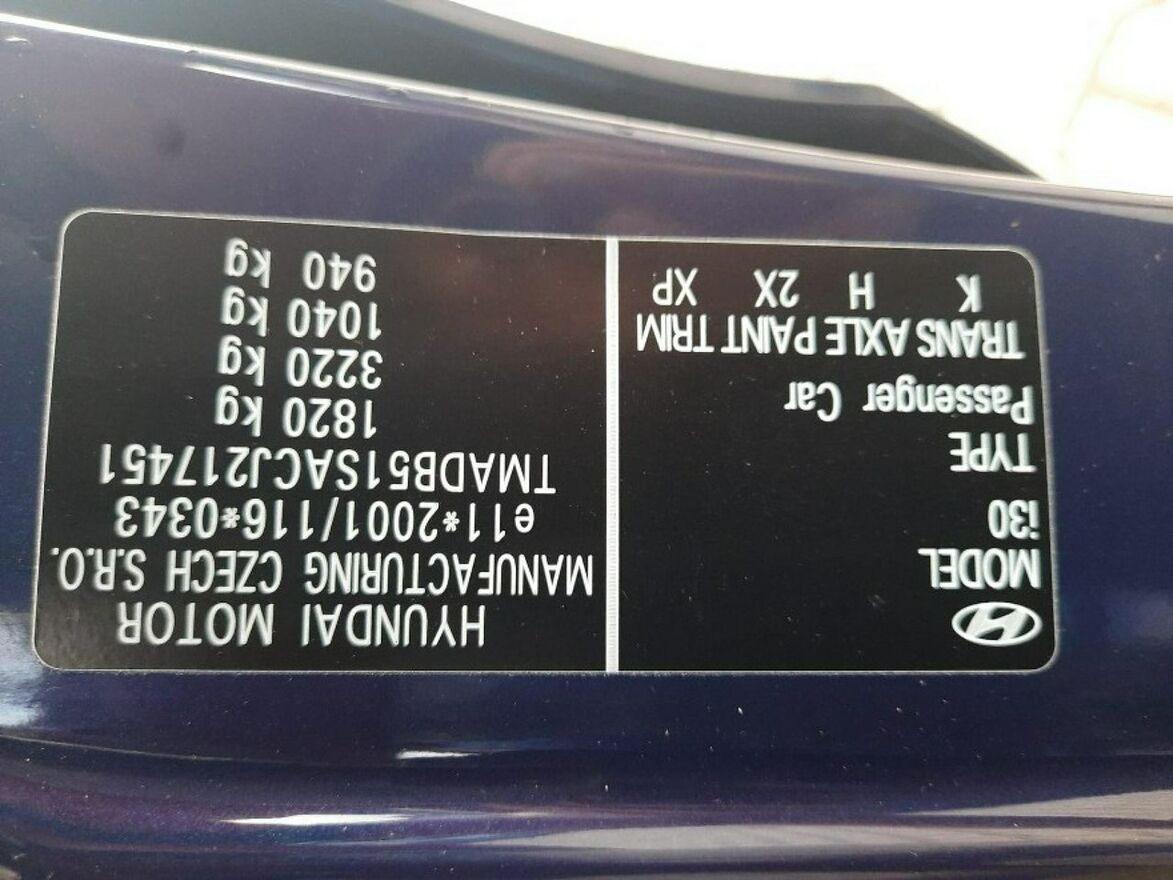 MODEL
i30
TYPE
Passenger Car
TRANS AXLE PAINT TRIM
K H 2X XP
HYUNDAI MOTOR
MANUFACTURING CZECH S.R.O.
e11*2001/116*0343
TMADB51SACJ217451
1820 kg
3220 kg
1040 kg
940 kg